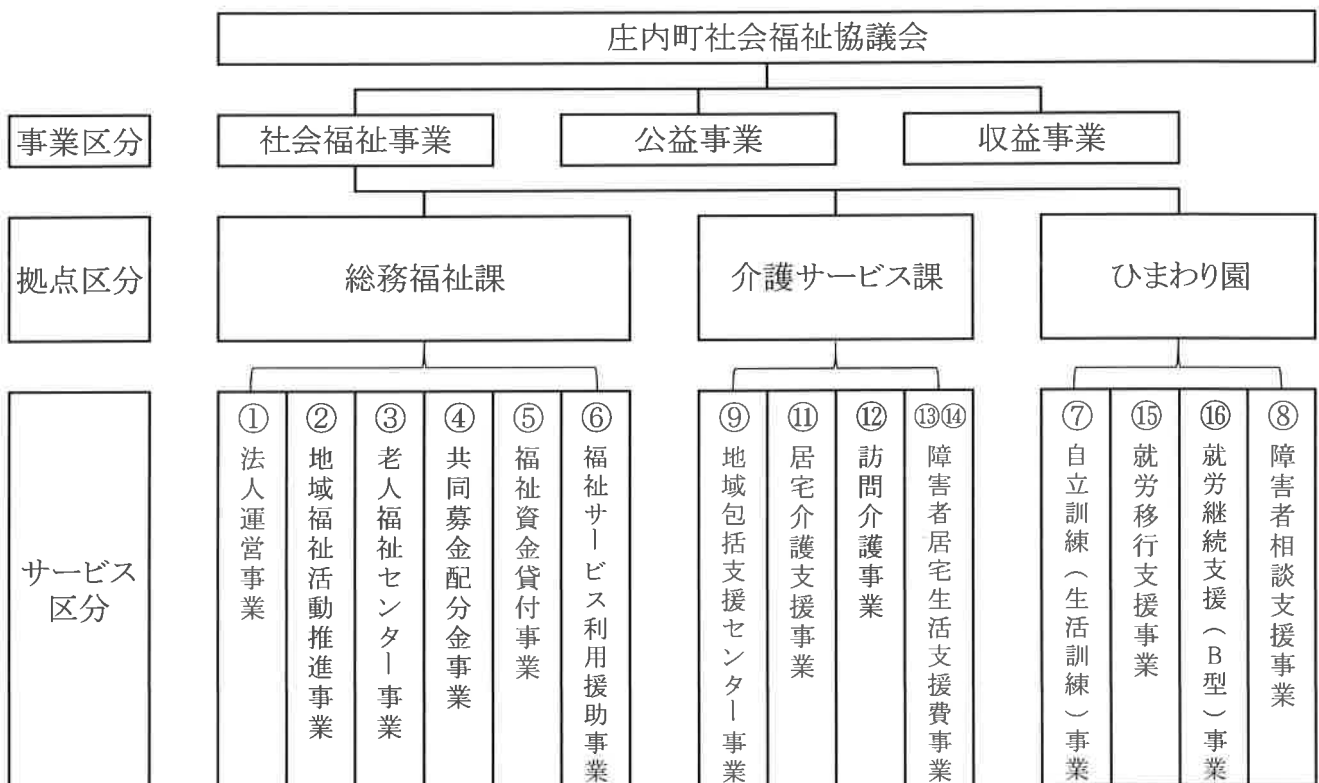 庄内町社会福祉協議会
事業区分
社会福祉事業
公益事業
収益事業
拠点区分
総務福祉課
介護サービス課
ひまわり園
サービス
区分
①法人運営事業
②地域福祉活動推進事業
③老人福祉センター事業
④共同募金配分金事業
⑤福祉資金貸付事業
⑥福祉サービス利用援助事業
⑨地域包括支援センター事業
⑪居宅介護支援事業
⑫訪問介護事業
⑬⑭障害者居宅生活支援費事業
⑦自立訓練(生活訓練)事業
⑮就労移行支援事業
⑯就労継続支援(B型)事業
⑧障害者相談支援事業